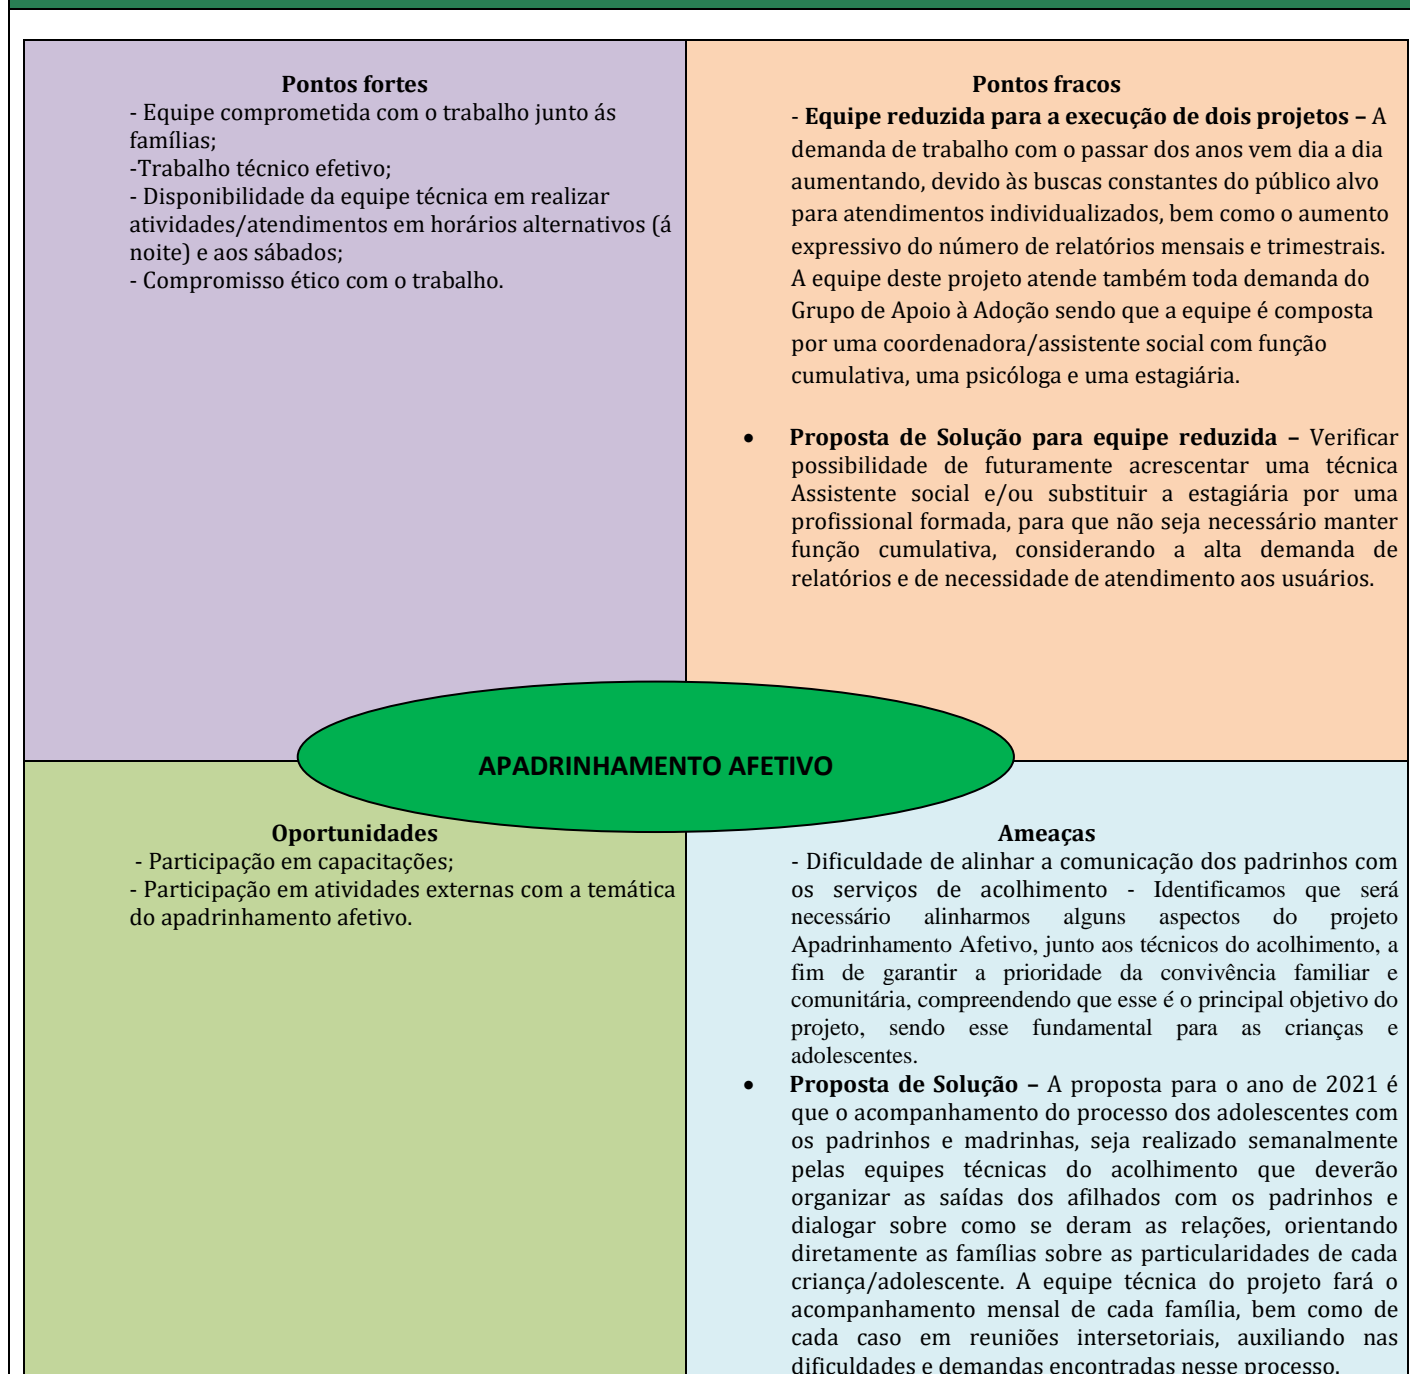 Pontos fortes
- Equipe comprometida com o trabalho junto ás
famílias;
-Trabalho técnico efetivo;
- Disponibilidade da equipe técnica em realizar
atividades/atendimentos em horários alternativos (á
noite) e aos sábados;
- Compromisso ético com o trabalho.
Pontos fracos
- Equipe reduzida para a execução de dois projetos – A
demanda de trabalho com o passar dos anos vem dia a dia
aumentando, devido às buscas constantes do público alvo
para atendimentos individualizados, bem como o aumento
expressivo do número de relatórios mensais e trimestrais.
A equipe deste projeto atende também toda demanda do
Grupo de Apoio à Adoção sendo que a equipe é composta
por uma coordenadora/assistente social com função
cumulativa, uma psicóloga e uma estagiária.
• Proposta de Solução para equipe reduzida – Verificar
possibilidade de futuramente acrescentar uma técnica
Assistente social e/ou substituir a estagiária por uma
profissional formada, para que não seja necessário manter
função cumulativa, considerando a alta demanda de
relatórios e de necessidade de atendimento aos usuários.
APADRINHAMENTO AFETIVO
Oportunidades
- Participação em capacitações;
- Participação em atividades externas com a temática
do apadrinhamento afetivo.
Ameaças
- Dificuldade de alinhar a comunicação dos padrinhos com
os serviços de acolhimento - Identificamos que será
necessário alinharmos alguns aspectos do projeto
Apadrinhamento Afetivo, junto aos técnicos do acolhimento, a
fim de garantir a prioridade da convivência familiar e
comunitária, compreendendo que esse é o principal objetivo do
projeto, sendo esse fundamental para as crianças e
adolescentes.
• Proposta de Solução – A proposta para o ano de 2021 é
que o acompanhamento do processo dos adolescentes com
os padrinhos e madrinhas, seja realizado semanalmente
pelas equipes técnicas do acolhimento que deverão
organizar as saídas dos afilhados com os padrinhos e
dialogar sobre como se deram as relações, orientando
diretamente as famílias sobre as particularidades de cada
criança/adolescente. A equipe técnica do projeto fará o
acompanhamento mensal de cada família, bem como de
cada caso em reuniões intersetoriais, auxiliando nas
dificuldades e demandas encontradas nesse processo.